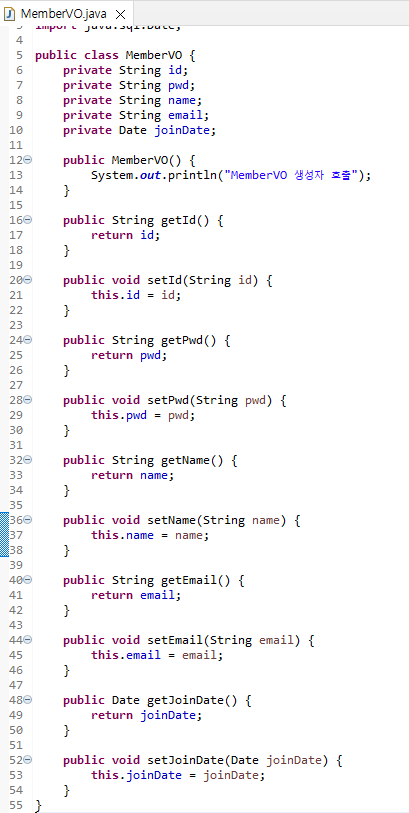 MemberVO.java
3 import java.sql.Date;
4
5 public class MemberVO {
6     private String id;
7     private String pwd;
8     private String name;
9     private String email;
10     private Date joinDate;
11
12     public MemberVO() {
13         System.out.println("MemberVO 생성자 호출");
14     }
15
16     public String getId() {
17         return id;
18     }
19
20     public void setId(String id) {
21         this.id = id;
22     }
23
24     public String getPwd() {
25         return pwd;
26     }
27
28     public void setPwd(String pwd) {
29         this.pwd = pwd;
30     }
31
32     public String getName() {
33         return name;
34     }
35
36     public void setName(String name) {
37         this.name = name;
38     }
39
40     public String getEmail() {
41         return email;
42     }
43
44     public void setEmail(String email) {
45         this.email = email;
46     }
47
48     public Date getJoinDate() {
49         return joinDate;
50     }
51
52     public void setJoinDate(Date joinDate) {
53         this.joinDate = joinDate;
54     }
55 }